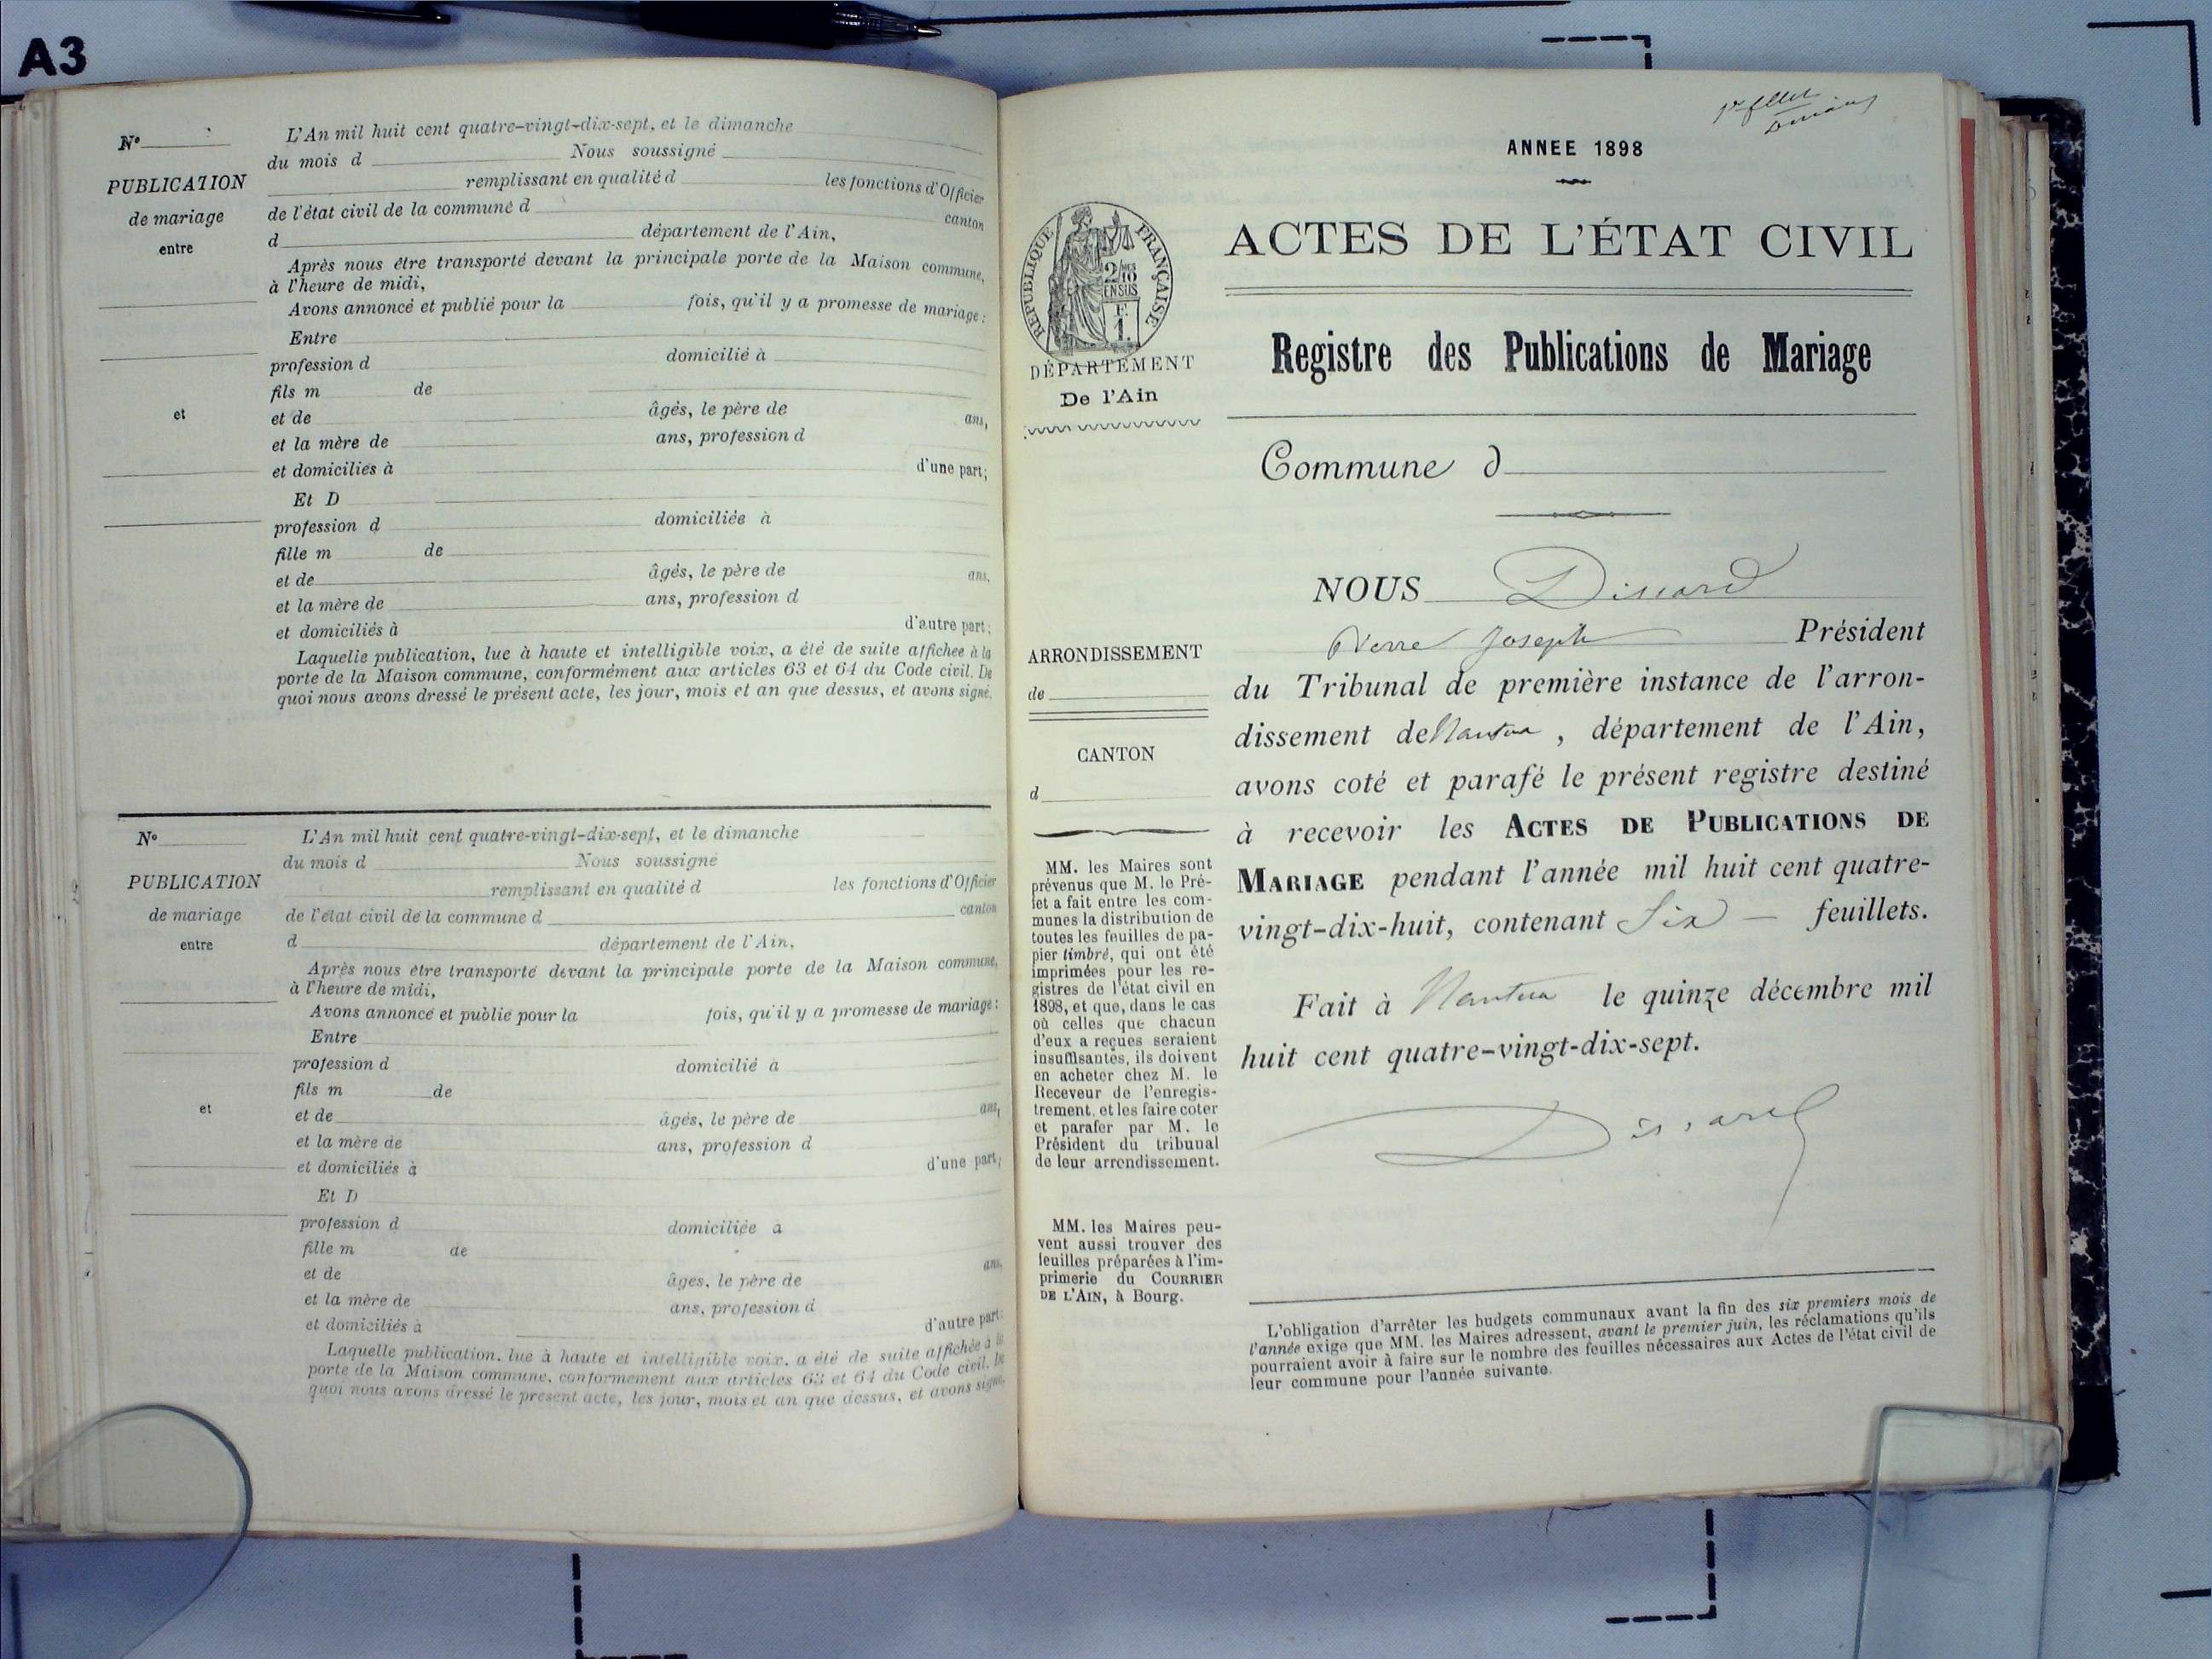 A3
N°
PUBLICATION
de mariage
entre
et
L'An mil huit cent quatre-vingt-dix-sept, et le dimanche
du mois d Nous soussigné
remplissant en qualité d les fonctions d'Officier
de l'état civil de la commune d canton
d département de l'Ain,
Après nous être transporté devant la principale porte de la Maison commune,
à l'heure de midi,
Avons annoncé et publié pour la fois, qu'il y a promesse de mariage :
Entre
profession d domicilié à
fils m de
et de âgés, le père de ans,
et la mère de ans, profession d
et domiciliés à d'une part;
Et D
profession d domiciliée à
fille m de
et de âgés, le père de ans,
et la mère de ans, profession d
et domiciliés à d'autre part;
Laquelle publication, lue à haute et intelligible voix, a été de suite affichée à la
porte de la Maison commune, conformément aux articles 63 et 64 du Code civil. De
quoi nous avons dressé le présent acte, les jour, mois et an que dessus, et avons signé.
N°
PUBLICATION
de mariage
entre
et
L'An mil huit cent quatre-vingt-dix-sept, et le dimanche
du mois d Nous soussigné
remplissant en qualité d les fonctions d'Officier
de l'état civil de la commune d canton
d département de l'Ain,
Après nous être transporté devant la principale porte de la Maison commune,
à l'heure de midi,
Avons annoncé et publié pour la fois, qu'il y a promesse de mariage :
Entre
profession d domicilié à
fils m de
et de âgés, le père de ans,
et la mère de ans, profession d
et domiciliés à d'une part;
Et D
profession d domiciliée à
fille m de
et de âges, le père de ans,
et la mère de ans, profession d
et domiciliés à d'autre part;
Laquelle publication, lue à haute et intelligible voix, a été de suite affichée à la
porte de la Maison commune, conformément aux articles 63 et 64 du Code civil. De
quoi nous avons dressé le présent acte, les jour, mois et an que dessus, et avons signé.
ANNEE 1898
RÉPUBLIQUE FRANÇAISE
2/10 EN SUS
F. 1.
DÉPARTEMENT
De l'Ain
ACTES DE L'ÉTAT CIVIL
Registre des Publications de Mariage
Commune d
ARRONDISSEMENT
de
CANTON
d
MM. les Maires sont
prévenus que M. le Pré-
fet a fait entre les com-
munes la distribution de
toutes les feuilles de pa-
pier timbré, qui ont été
imprimées pour les re-
gistres de l'état civil en
1898, et que, dans le cas
où celles que chacun
d'eux a reçues seraient
insuffisantes, ils doivent
en acheter chez M. le
Receveur de l'enregis-
trement, et les faire coter
et parafer par M. le
Président du tribunal
de leur arrondissement.
MM. les Maires peu-
vent aussi trouver des
feuilles préparées à l'im-
primerie du COURRIER
DE L'AIN, à Bourg.
NOUS Dissard
Pierre Joseph Président
du Tribunal de première instance de l'arron-
dissement de Nantua, département de l'Ain,
avons coté et parafé le présent registre destiné
à recevoir les ACTES DE PUBLICATIONS DE
MARIAGE pendant l'année mil huit cent quatre-
vingt-dix-huit, contenant Six — feuillets.
Fait à Nantua le quinze décembre mil
huit cent quatre-vingt-dix-sept.
Dissard
L'obligation d'arrêter les budgets communaux avant la fin des six premiers mois de
l'année exige que MM. les Maires adressent, avant le premier juin, les réclamations qu'ils
pourraient avoir à faire sur le nombre des feuilles nécessaires aux Actes de l'état civil de
leur commune pour l'année suivante.